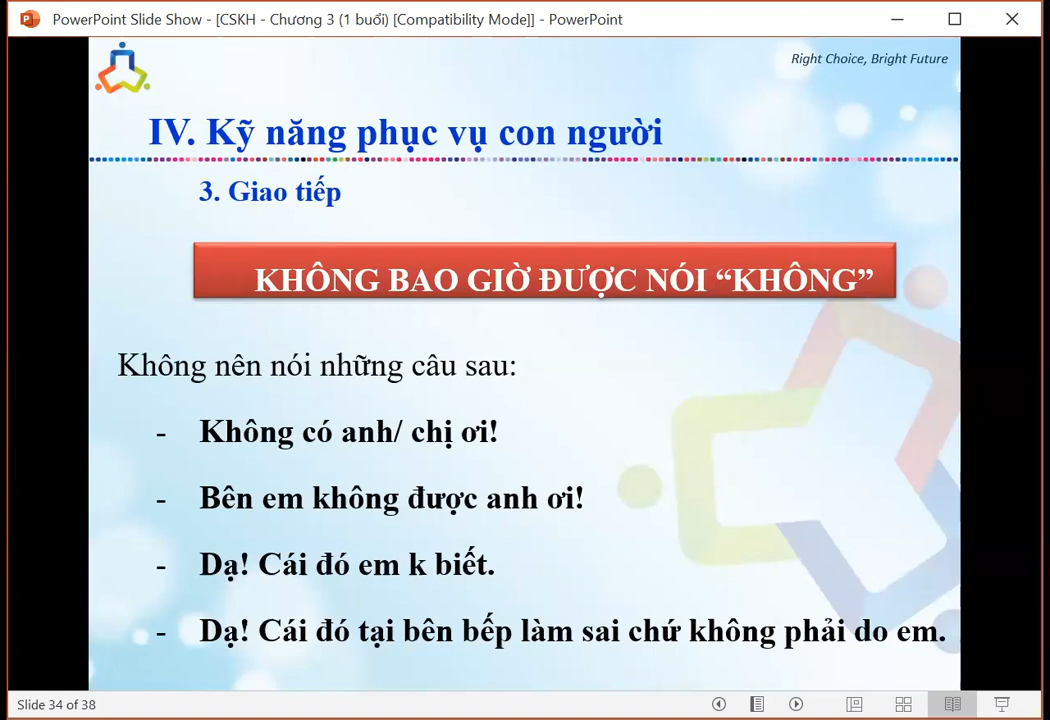 PowerPoint Slide Show - [CSKH - Chương 3 (1 buổi) [Compatibility Mode]] - PowerPoint
Right Choice, Bright Future
IV. Kỹ năng phục vụ con người
3. Giao tiếp
KHÔNG BAO GIỜ ĐƯỢC NÓI “KHÔNG”
Không nên nói những câu sau:
- Không có anh/ chị ơi!
- Bên em không được anh ơi!
- Dạ! Cái đó em k biết.
- Dạ! Cái đó tại bên bếp làm sai chứ không phải do em.
Slide 34 of 38